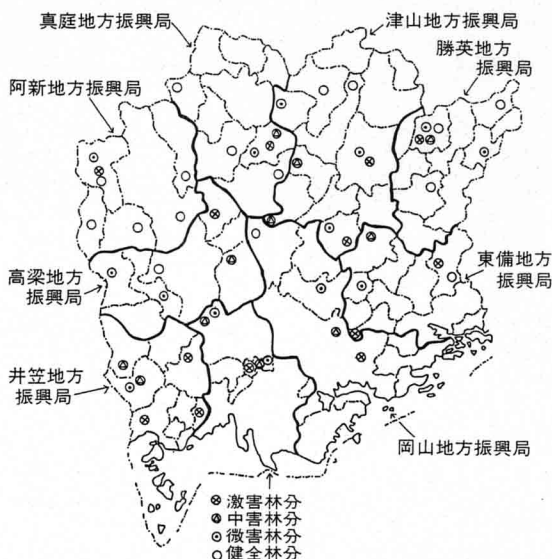 真庭地方振興局
津山地方振興局
勝英地方
振興局
阿新地方振興局
東備地方
振興局
高梁地方
振興局
井笠地方
振興局
岡山地方振興局
激害林分
中害林分
微害林分
健全林分